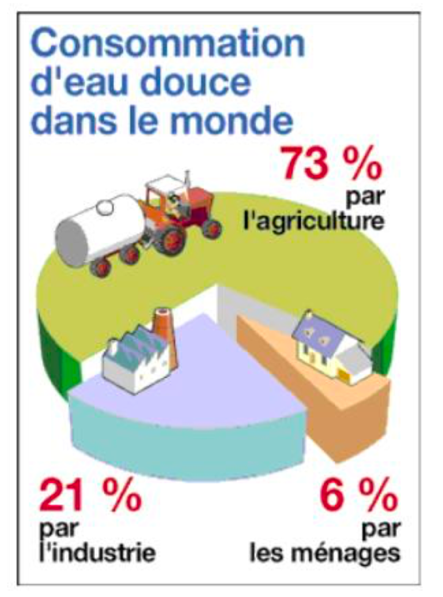 Consommation
d'eau douce
dans le monde
73 %
par
l'agriculture
21 %
par
l'industrie
6 %
par
les ménages